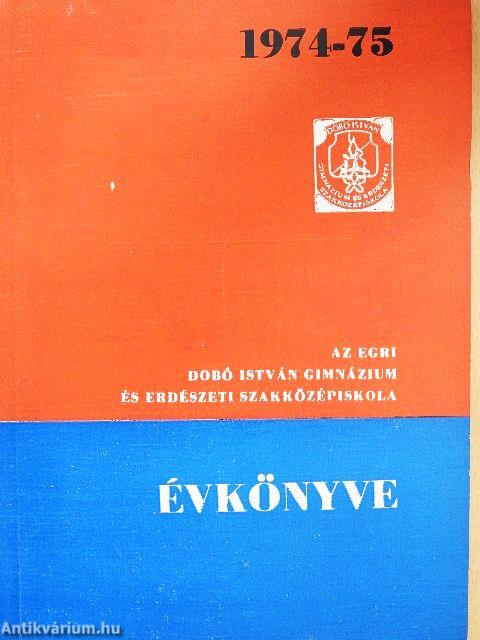 1974-75
DOBÓ ISTVÁN
GIMNÁZIUM ÉS ERDÉSZETI
SZAKKÖZÉPISKOLA
AZ EGRI
DOBÓ ISTVÁN GIMNÁZIUM
ÉS ERDÉSZETI SZAKKÖZÉPISKOLA
ÉVKÖNYVE
Antikvárium.hu